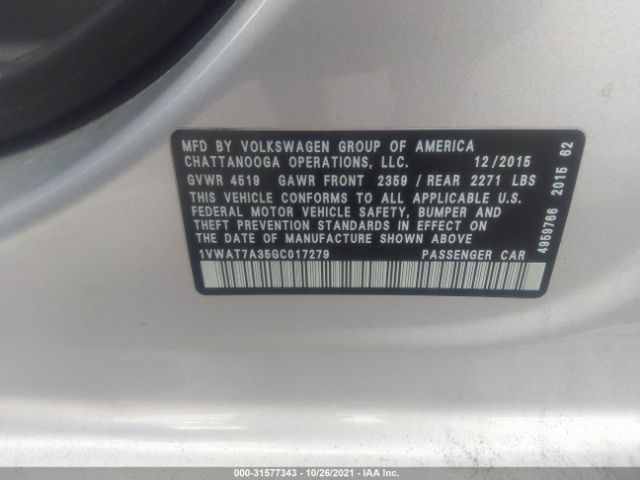 MFD BY VOLKSWAGEN GROUP OF AMERICA
CHATTANOOGA OPERATIONS, LLC. 12/2015
GVWR 4519 GAWR FRONT 2359 / REAR 2271 LBS
THIS VEHICLE CONFORMS TO ALL APPLICABLE U.S.
FEDERAL MOTOR VEHICLE SAFETY, BUMPER AND
THEFT PREVENTION STANDARDS IN EFFECT ON THE
DATE OF MANUFACTURE SHOWN ABOVE
1VWAT7A35GC017279 PASSENGER CAR
4959766 2015 62
000-31577343 | 10/26/2021 | IAA Inc.